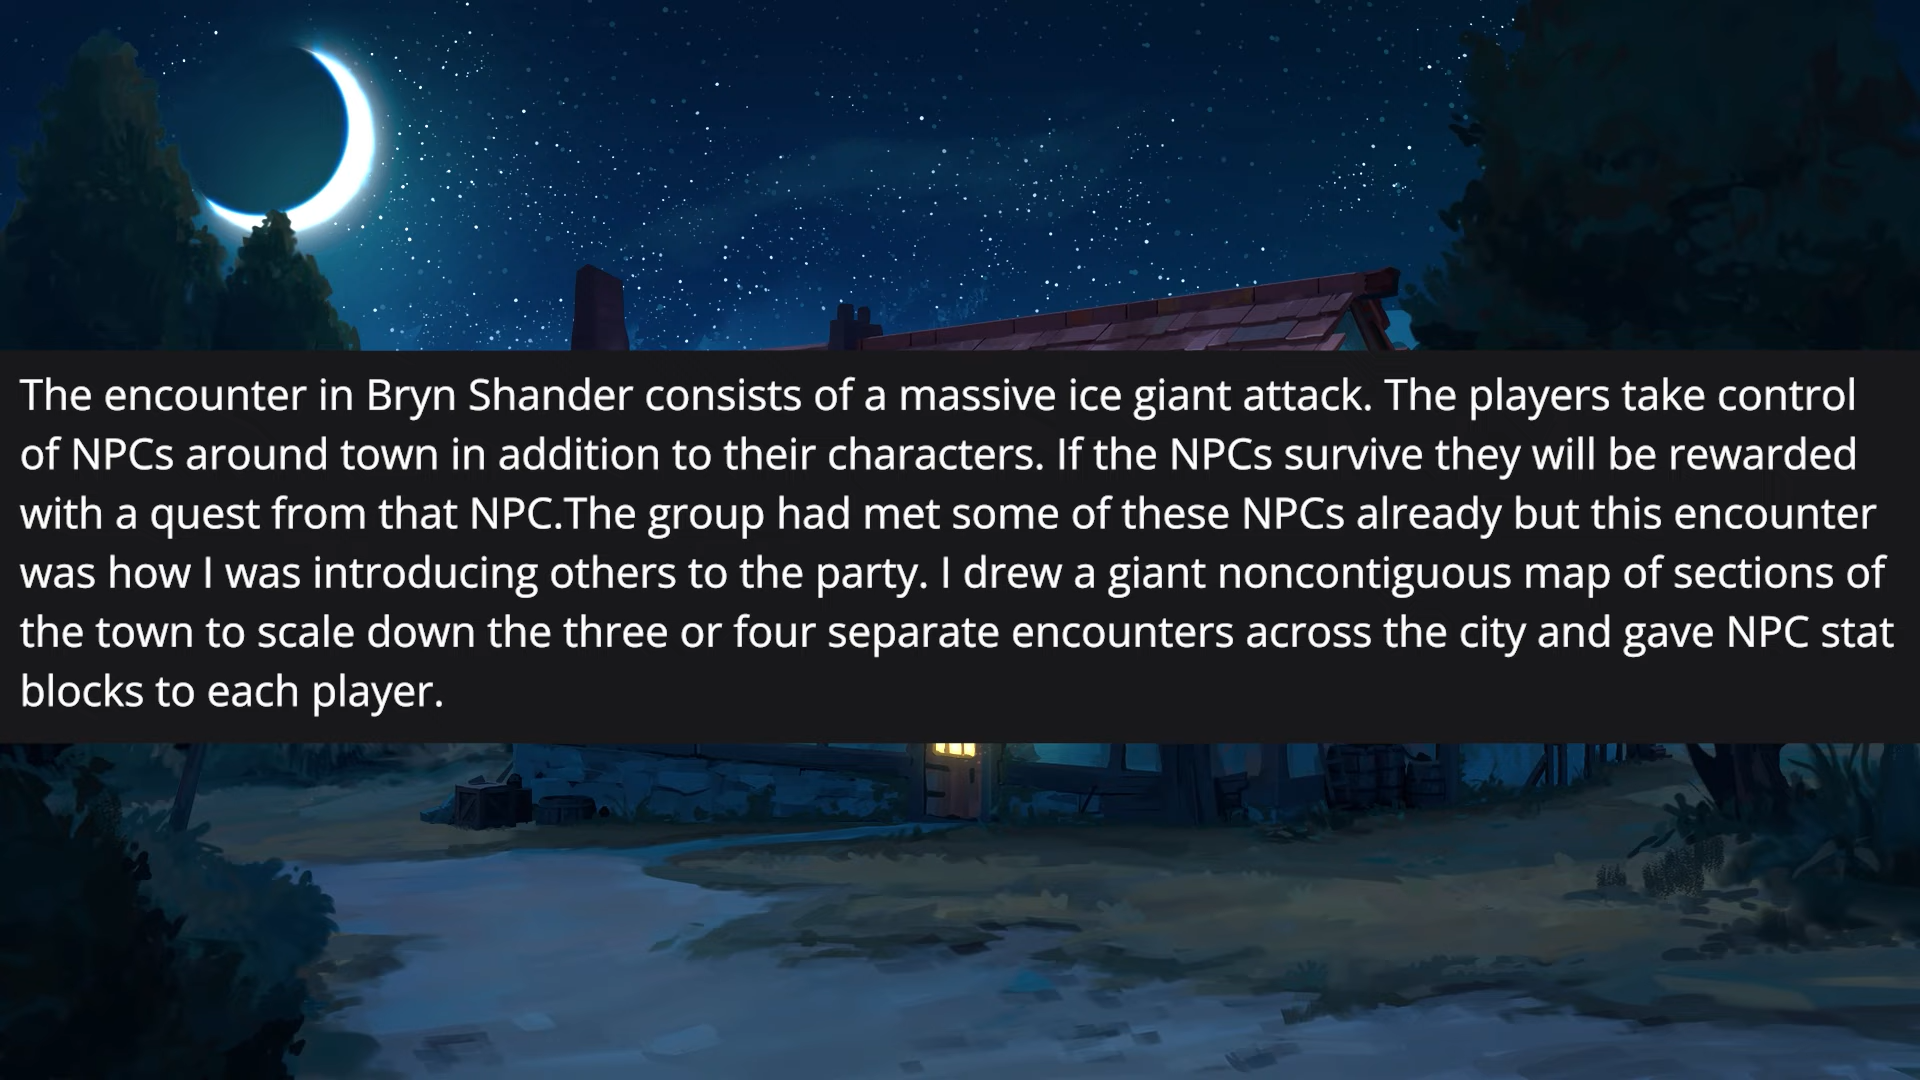 The encounter in Bryn Shander consists of a massive ice giant attack. The players take control
of NPCs around town in addition to their characters. If the NPCs survive they will be rewarded
with a quest from that NPC.The group had met some of these NPCs already but this encounter
was how I was introducing others to the party. I drew a giant noncontiguous map of sections of
the town to scale down the three or four separate encounters across the city and gave NPC stat
blocks to each player.